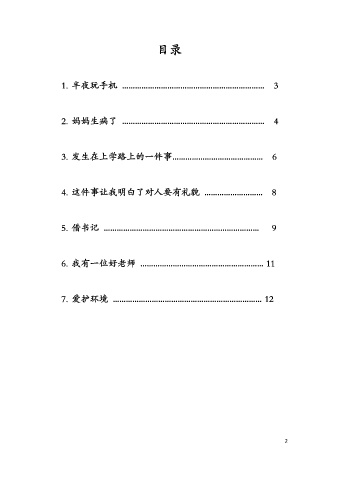 目录
1. 半夜玩手机 ………………………………………………………… 3
2. 妈妈生病了 ………………………………………………………… 4
3. 发生在上学路上的一件事…………………………………… 6
4. 这件事让我明白了对人要有礼貌 ……………………… 8
5. 借书记 ……………………………………………………………… 9
6. 我有一位好老师 ………………………………………………… 11
7. 爱护环境 …………………………………………………………… 12
2